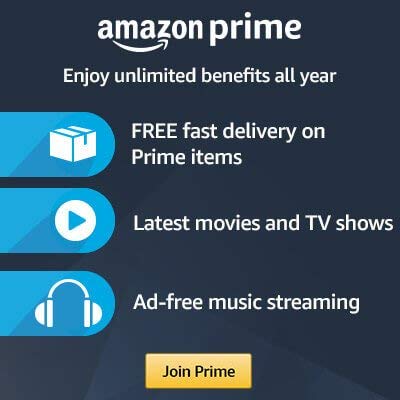 amazon prime
Enjoy unlimited benefits all year
FREE fast delivery on
Prime items
Latest movies and TV shows
Ad-free music streaming
Join Prime